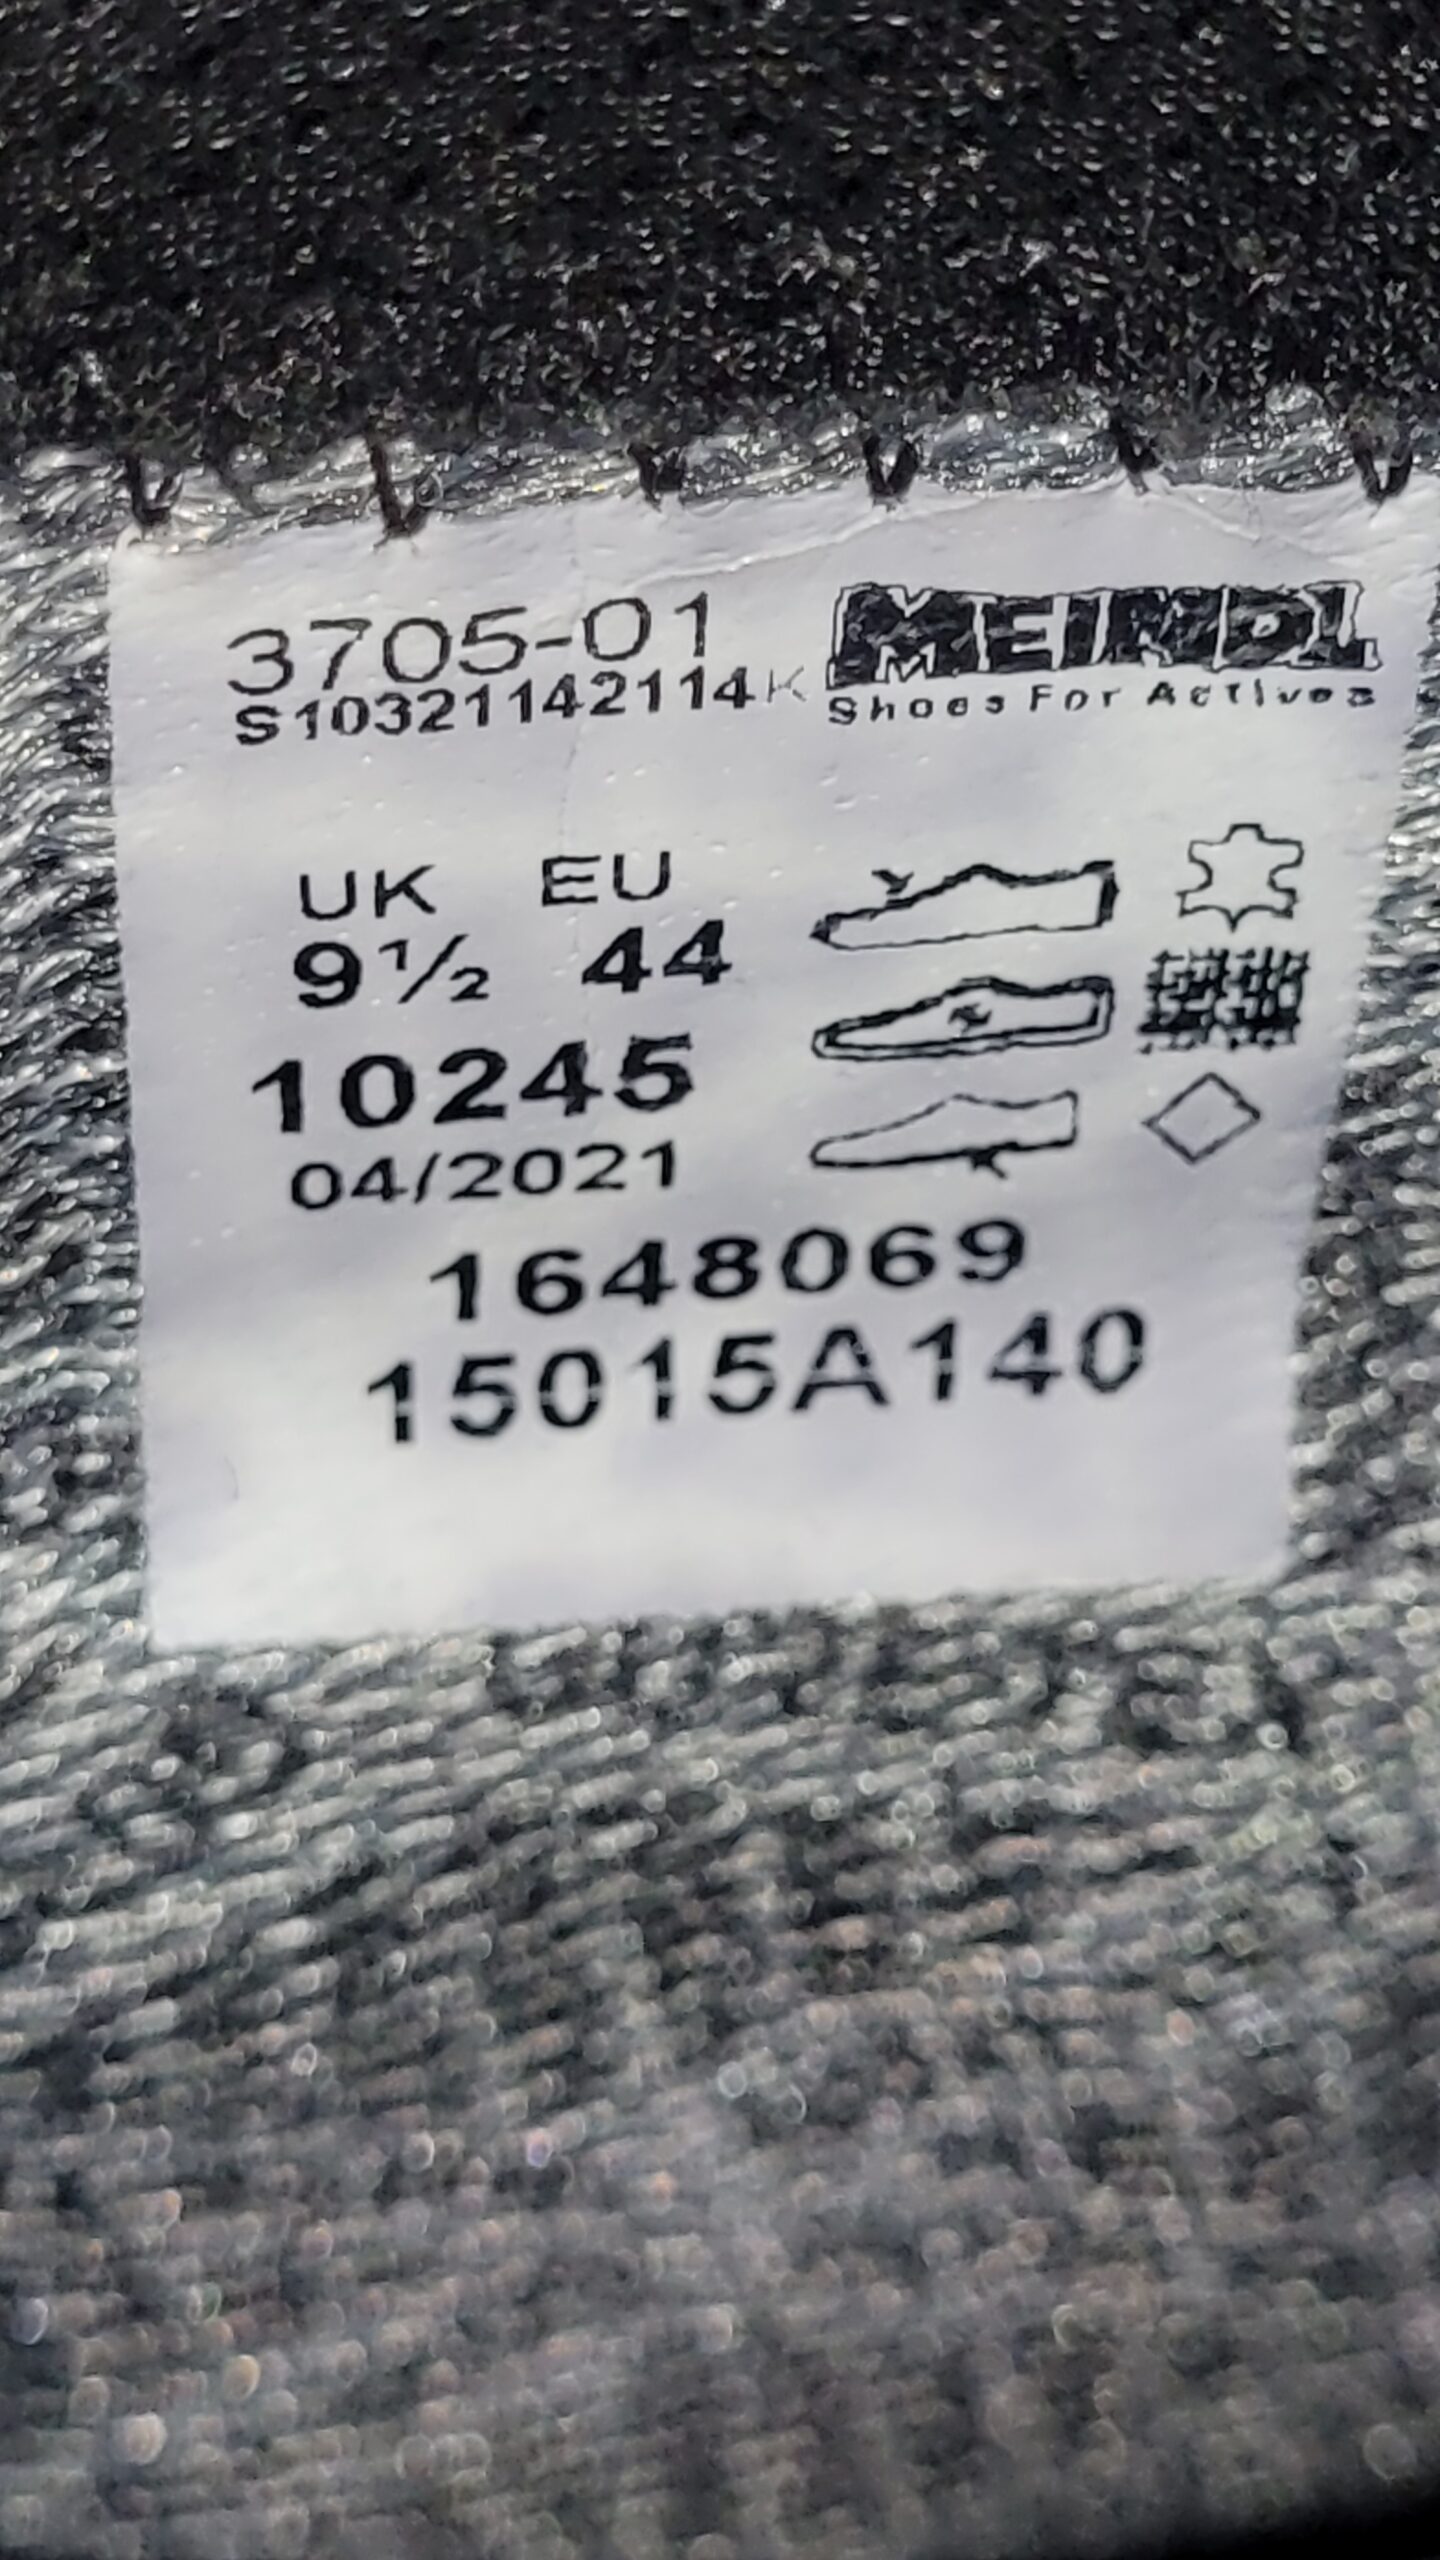 3705-01
S10321142114K
MEINDL
Shoes For Actives
UK EU
9½ 44
10245
04/2021
1648069
15015A140